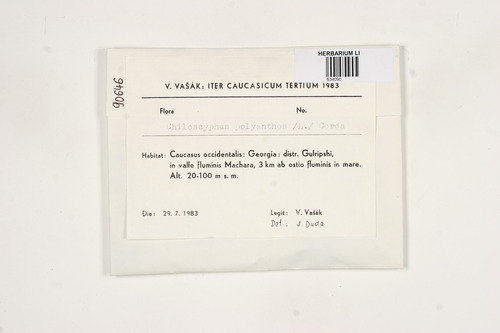 HERBARIUM LI
90646
V. VAŠÁK: ITER CAUCASICUM TERTIUM 1983
Flora No.
Chiloscyphus polyanthus /L./ Corda
Habitat: Caucasus occidentalis: Georgia: distr. Gulripshi,
in valle fluminis Machara, 3 km ab ostio fluminis in mare.
Alt. 20-100 m s. m.
Die: 29. 7. 1983 Legit: V. Vašák
Det.: J. Duda